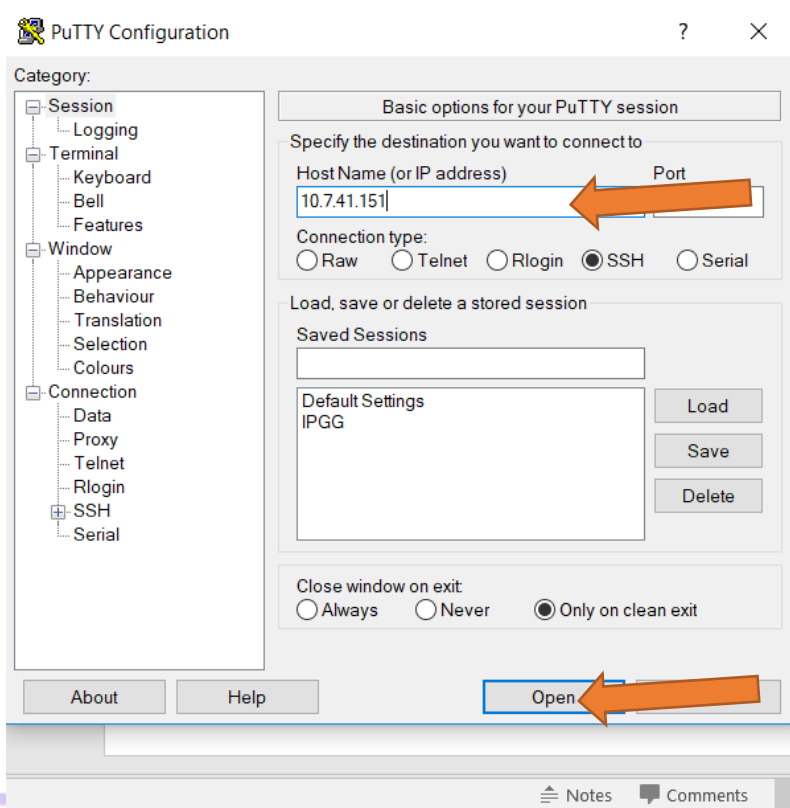 PuTTY Configuration ? ×
Category:
Session
Logging
Terminal
Keyboard
Bell
Features
Window
Appearance
Behaviour
Translation
Selection
Colours
Connection
Data
Proxy
Telnet
Rlogin
SSH
Serial
Basic options for your PuTTY session
Specify the destination you want to connect to
Host Name (or IP address) Port
10.7.41.151
Connection type:
Raw Telnet Rlogin SSH Serial
Load, save or delete a stored session
Saved Sessions
Default Settings
IPGG
Load
Save
Delete
Close window on exit:
Always Never Only on clean exit
About Help Open
Notes Comments